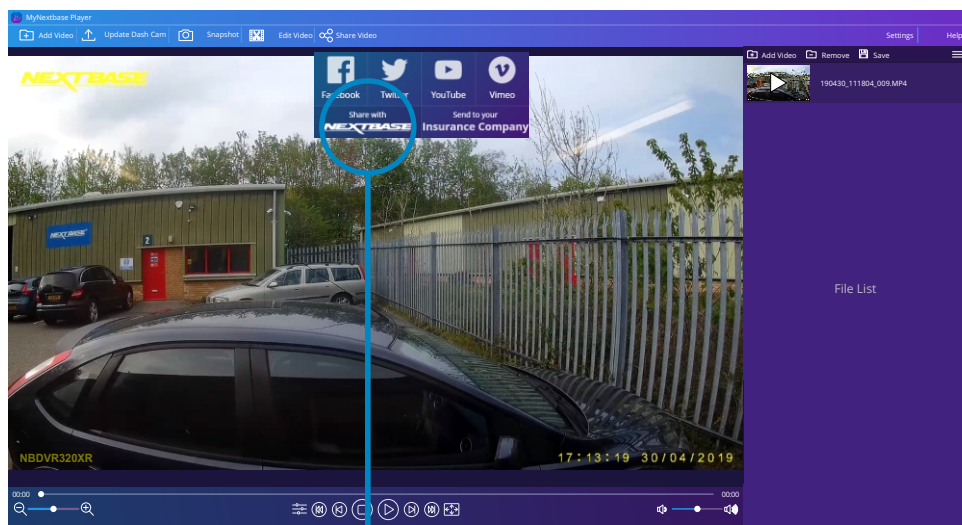 MyNextbase Player
Add Video Update Dash Cam Snapshot Edit Video Share Video Settings Help
Add Video Remove Save
NEXTBASE
Facebook Twitter YouTube Vimeo
Share with
NEXTBASE
Send to your
Insurance Company
190430_111804_009.MP4
NEXTBASE
2
File List
NBDVR320XR
17:13:19 30/04/2019
00:00 00:00